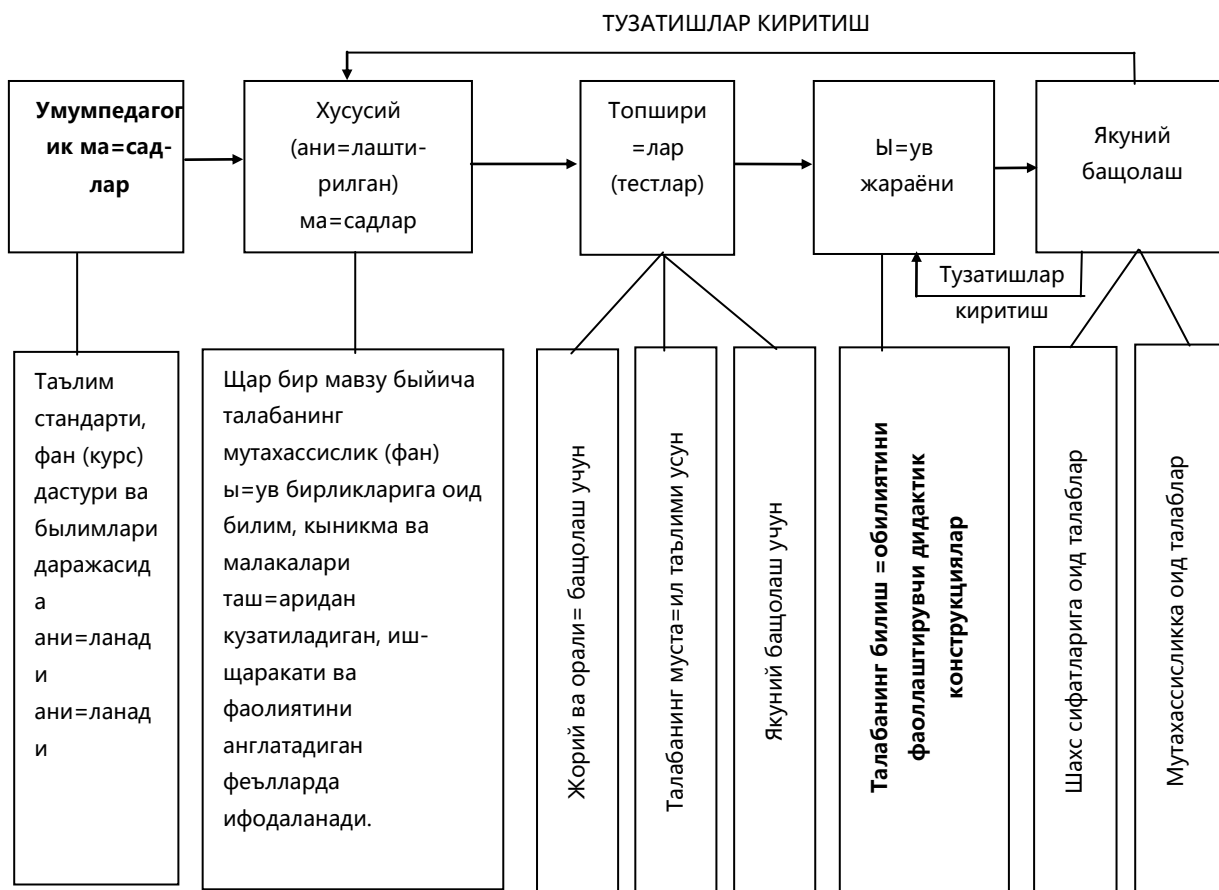 ТУЗАТИШЛАР КИРИТИШ
Умумпедагог
ик ма=сад-
лар
Хусусий
(ани=лашти-
рилган)
ма=садлар
Топшири
=лар
(тестлар)
Ы=ув
жараёни
Якуний
бащолаш
Тузатишлар
киритиш
Таълим
стандарти,
фан (курс)
дастури ва
былимлари
даражасид
а
ани=ланад
и
ани=ланад
и
Щар бир мавзу быйича
талабанинг
мутахассислик (фан)
ы=ув бирликларига оид
билим, кыникма ва
малакалари
таш=аридан
кузатиладиган, иш-
щаракати ва
фаолиятини
англатадиган
феълларда
ифодаланади.
Жорий ва орали= бащолаш учун
Талабанинг муста=ил таълими усун
Якуний бащолаш учун
Талабанинг билиш =обилиятини
фаоллаштирувчи дидактик
конструкциялар
Шахс сифатларига оид талаблар
Мутахассисликка оид талаблар